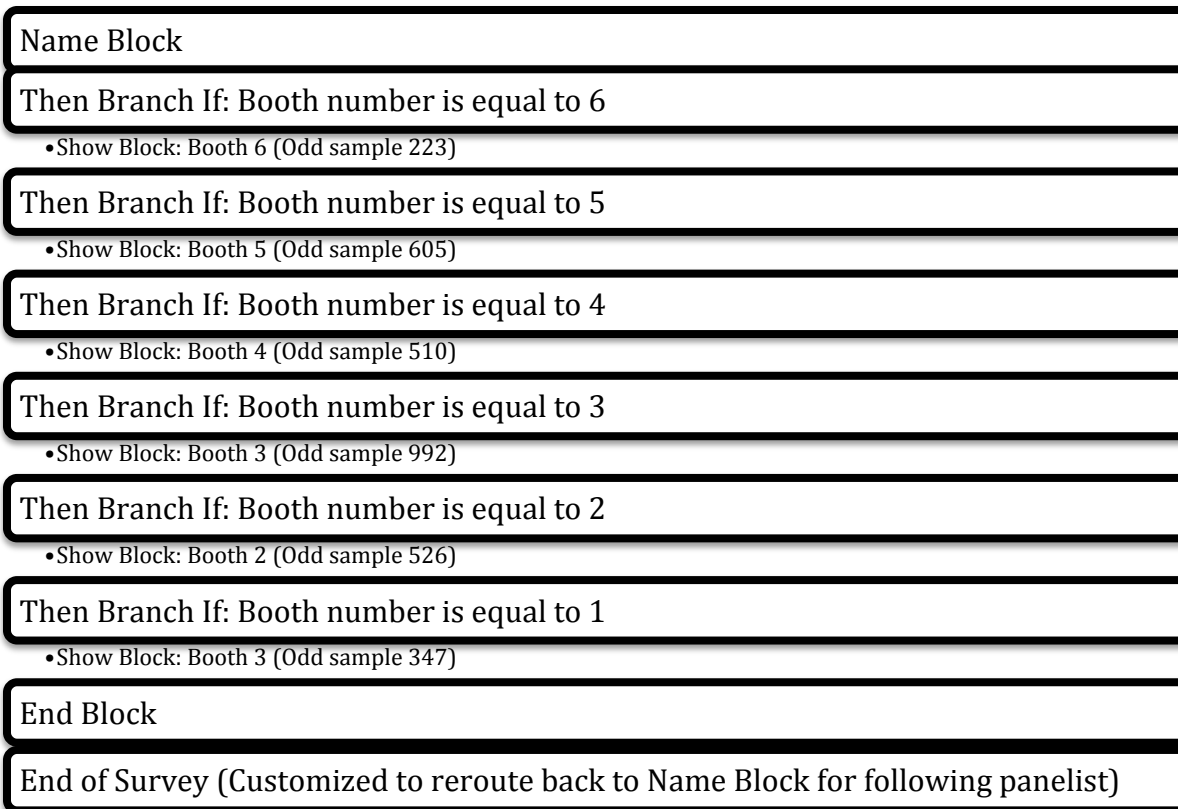 Name Block
Then Branch If: Booth number is equal to 6
•Show Block: Booth 6 (Odd sample 223)
Then Branch If: Booth number is equal to 5
•Show Block: Booth 5 (Odd sample 605)
Then Branch If: Booth number is equal to 4
•Show Block: Booth 4 (Odd sample 510)
Then Branch If: Booth number is equal to 3
•Show Block: Booth 3 (Odd sample 992)
Then Branch If: Booth number is equal to 2
•Show Block: Booth 2 (Odd sample 526)
Then Branch If: Booth number is equal to 1
•Show Block: Booth 3 (Odd sample 347)
End Block
End of Survey (Customized to reroute back to Name Block for following panelist)